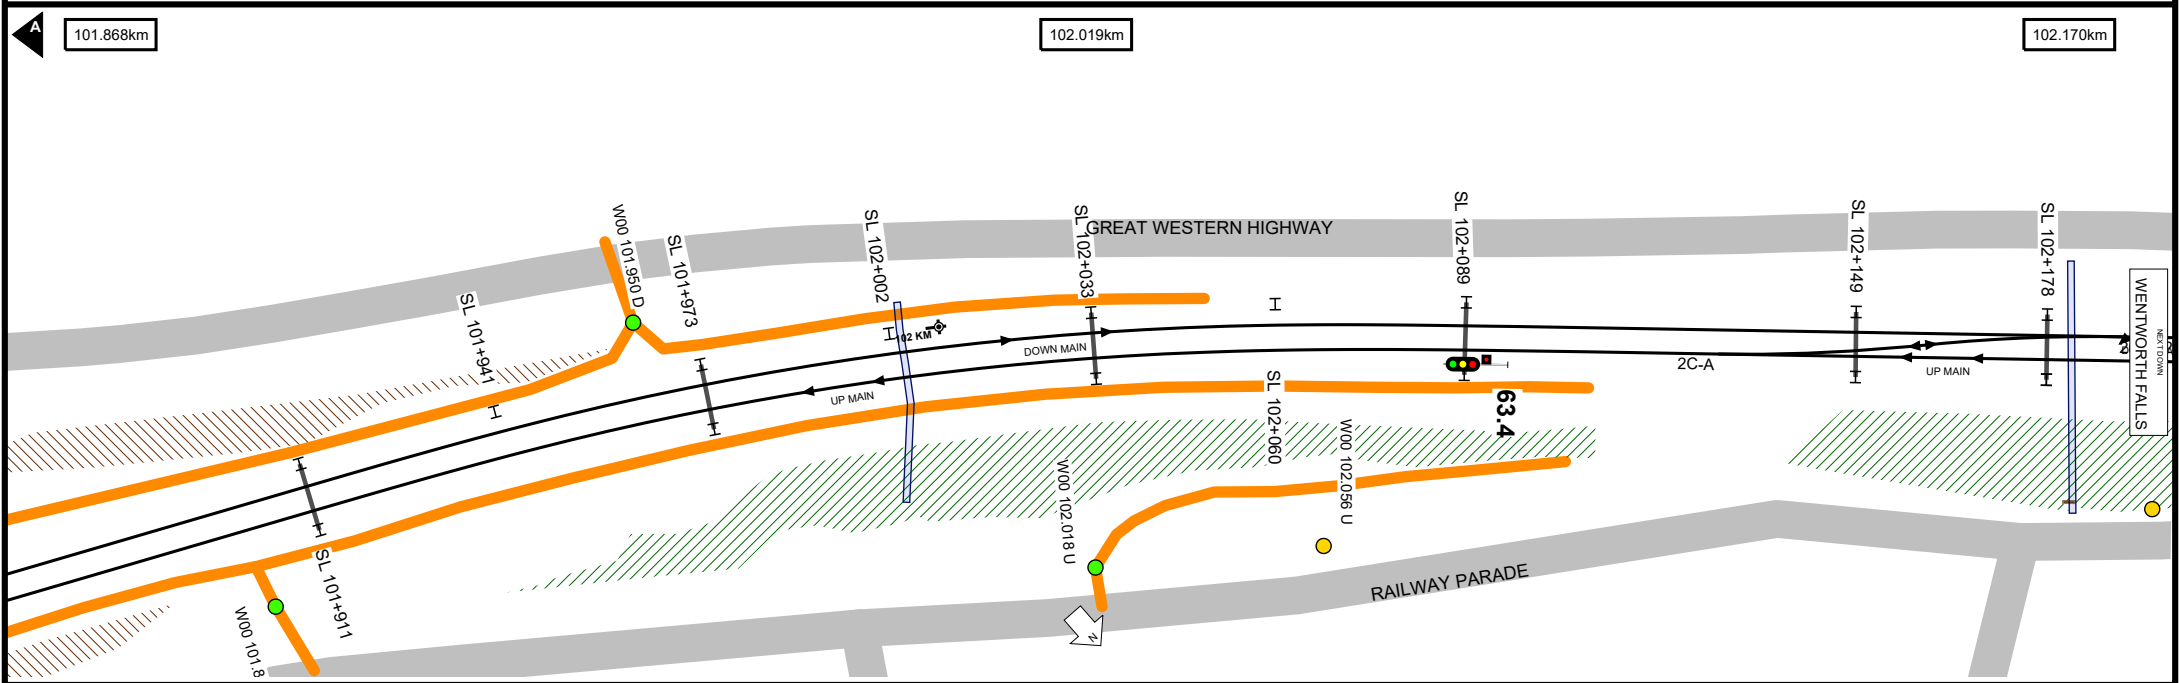 A
101.868km
102.019km
102.170km
W00 101.950 D
SL 101+973
SL 102+002
SL 102+033
GREAT WESTERN HIGHWAY
SL 102+089
SL 102+149
SL 102+178
SL 101+941
102 KM
DOWN MAIN
UP MAIN
2C-A
UP MAIN
WENTWORTH FALLS
NEXT DOWN
63.4
SL 102+060
W00 102.056 U
W00 102.018 U
SL 101+911
W00 101.8
RAILWAY PARADE
N